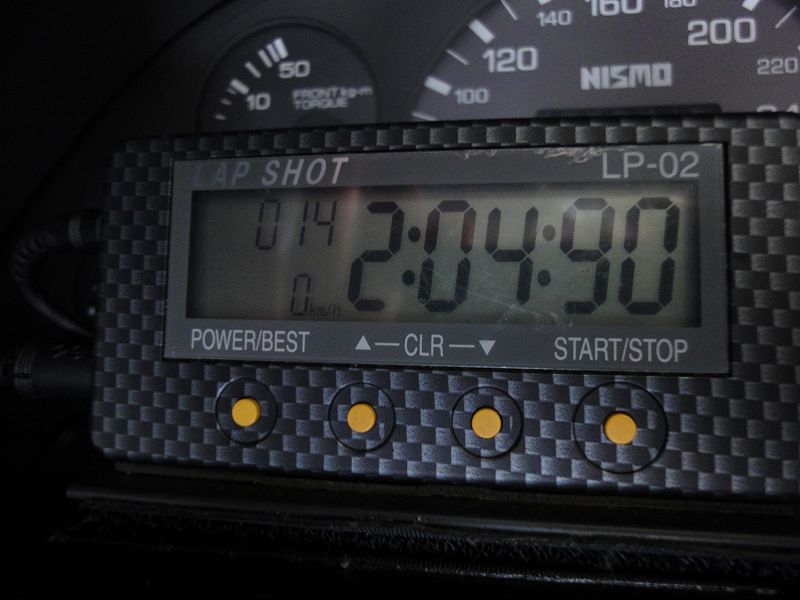 140 160 180
120 200
50 NISMO 220
10 FRONT kg-m 100
TORQUE
LAP SHOT LP-02
014 2:04:90
0km/h
POWER/BEST ▲—CLR—▼ START/STOP